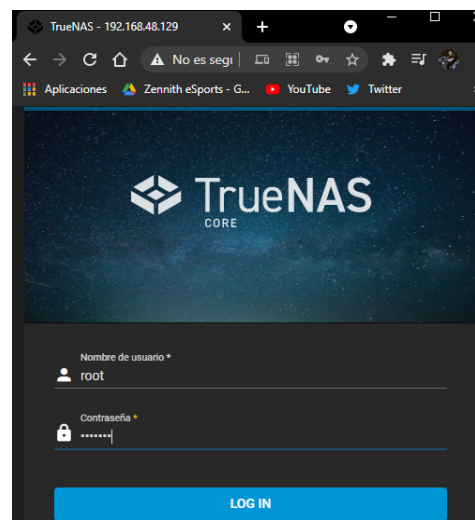 TrueNAS - 192.168.48.129
No es segu
Aplicaciones Zennith eSports - G... YouTube Twitter
TrueNAS
CORE
Nombre de usuario *
root
Contraseña *
•••••••
LOG IN